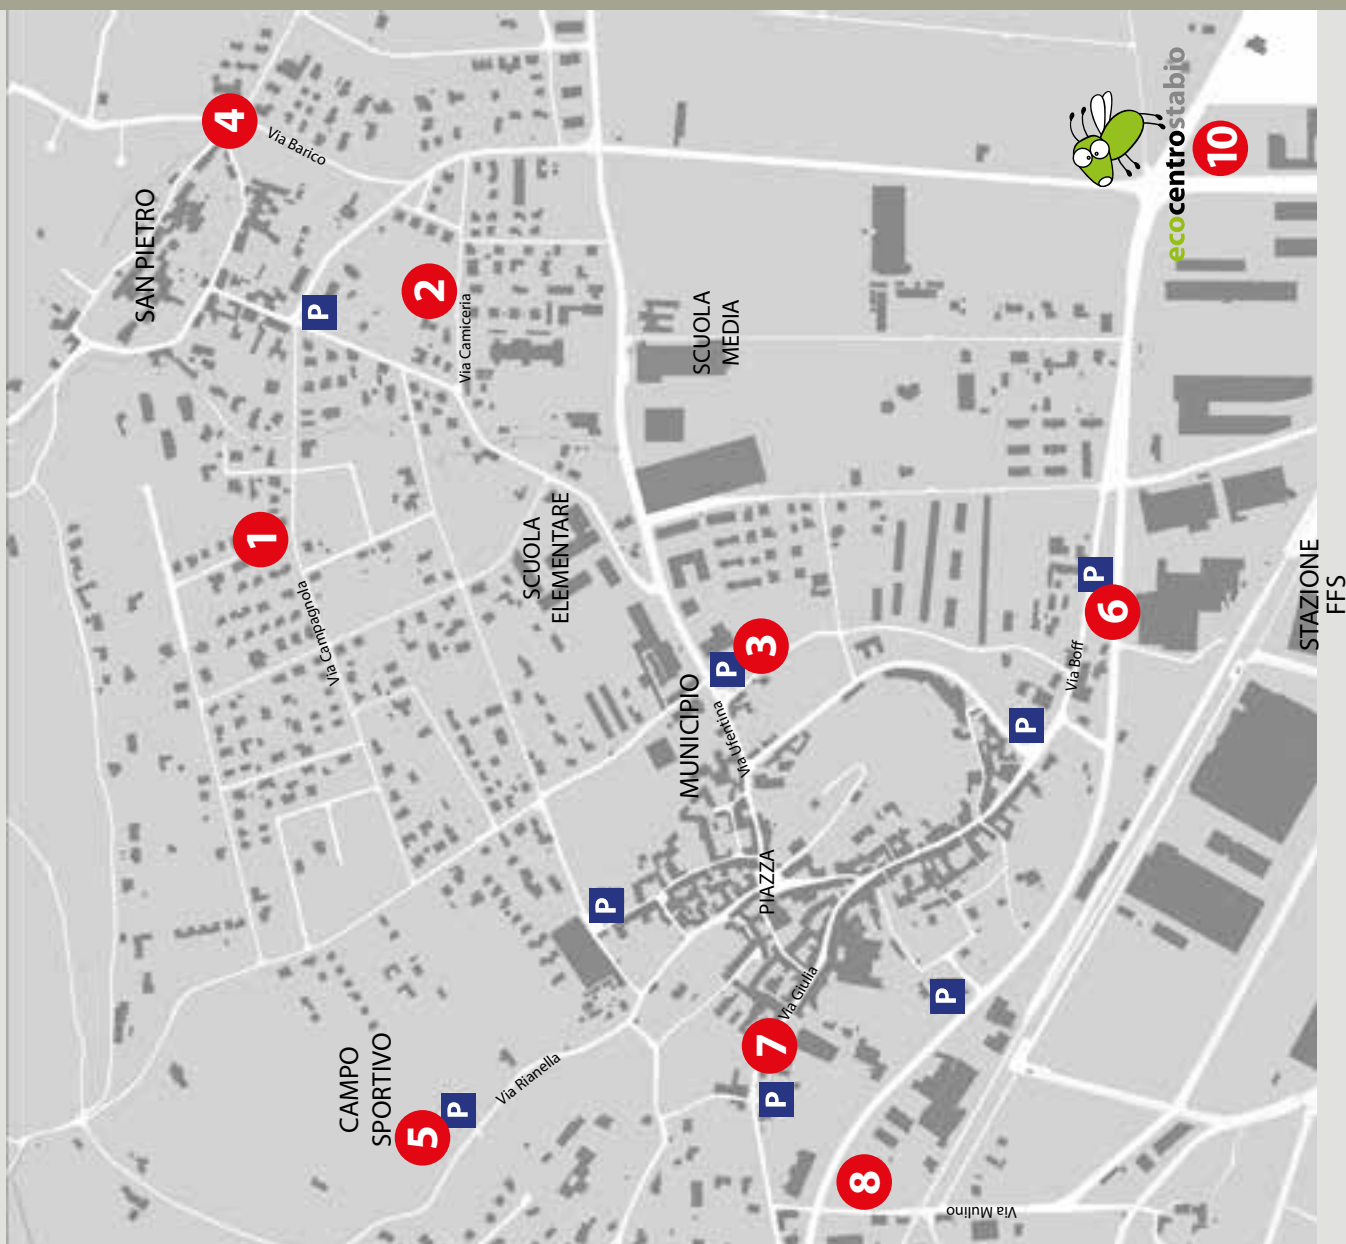 4
Via Barico
SAN PIETRO
P
2
Via Camiceria
1
Via Campagnola
SCUOLA
ELEMENTARE
SCUOLA
MEDIA
ecocentrostabio
10
P
3
MUNICIPIO
Via Ufentina
P
6
Via Boff
P
STAZIONE
FFS
P
PIAZZA
Via Giulia
7
P
P
CAMPO
SPORTIVO
5
P
Via Rianella
8
Via Mulino